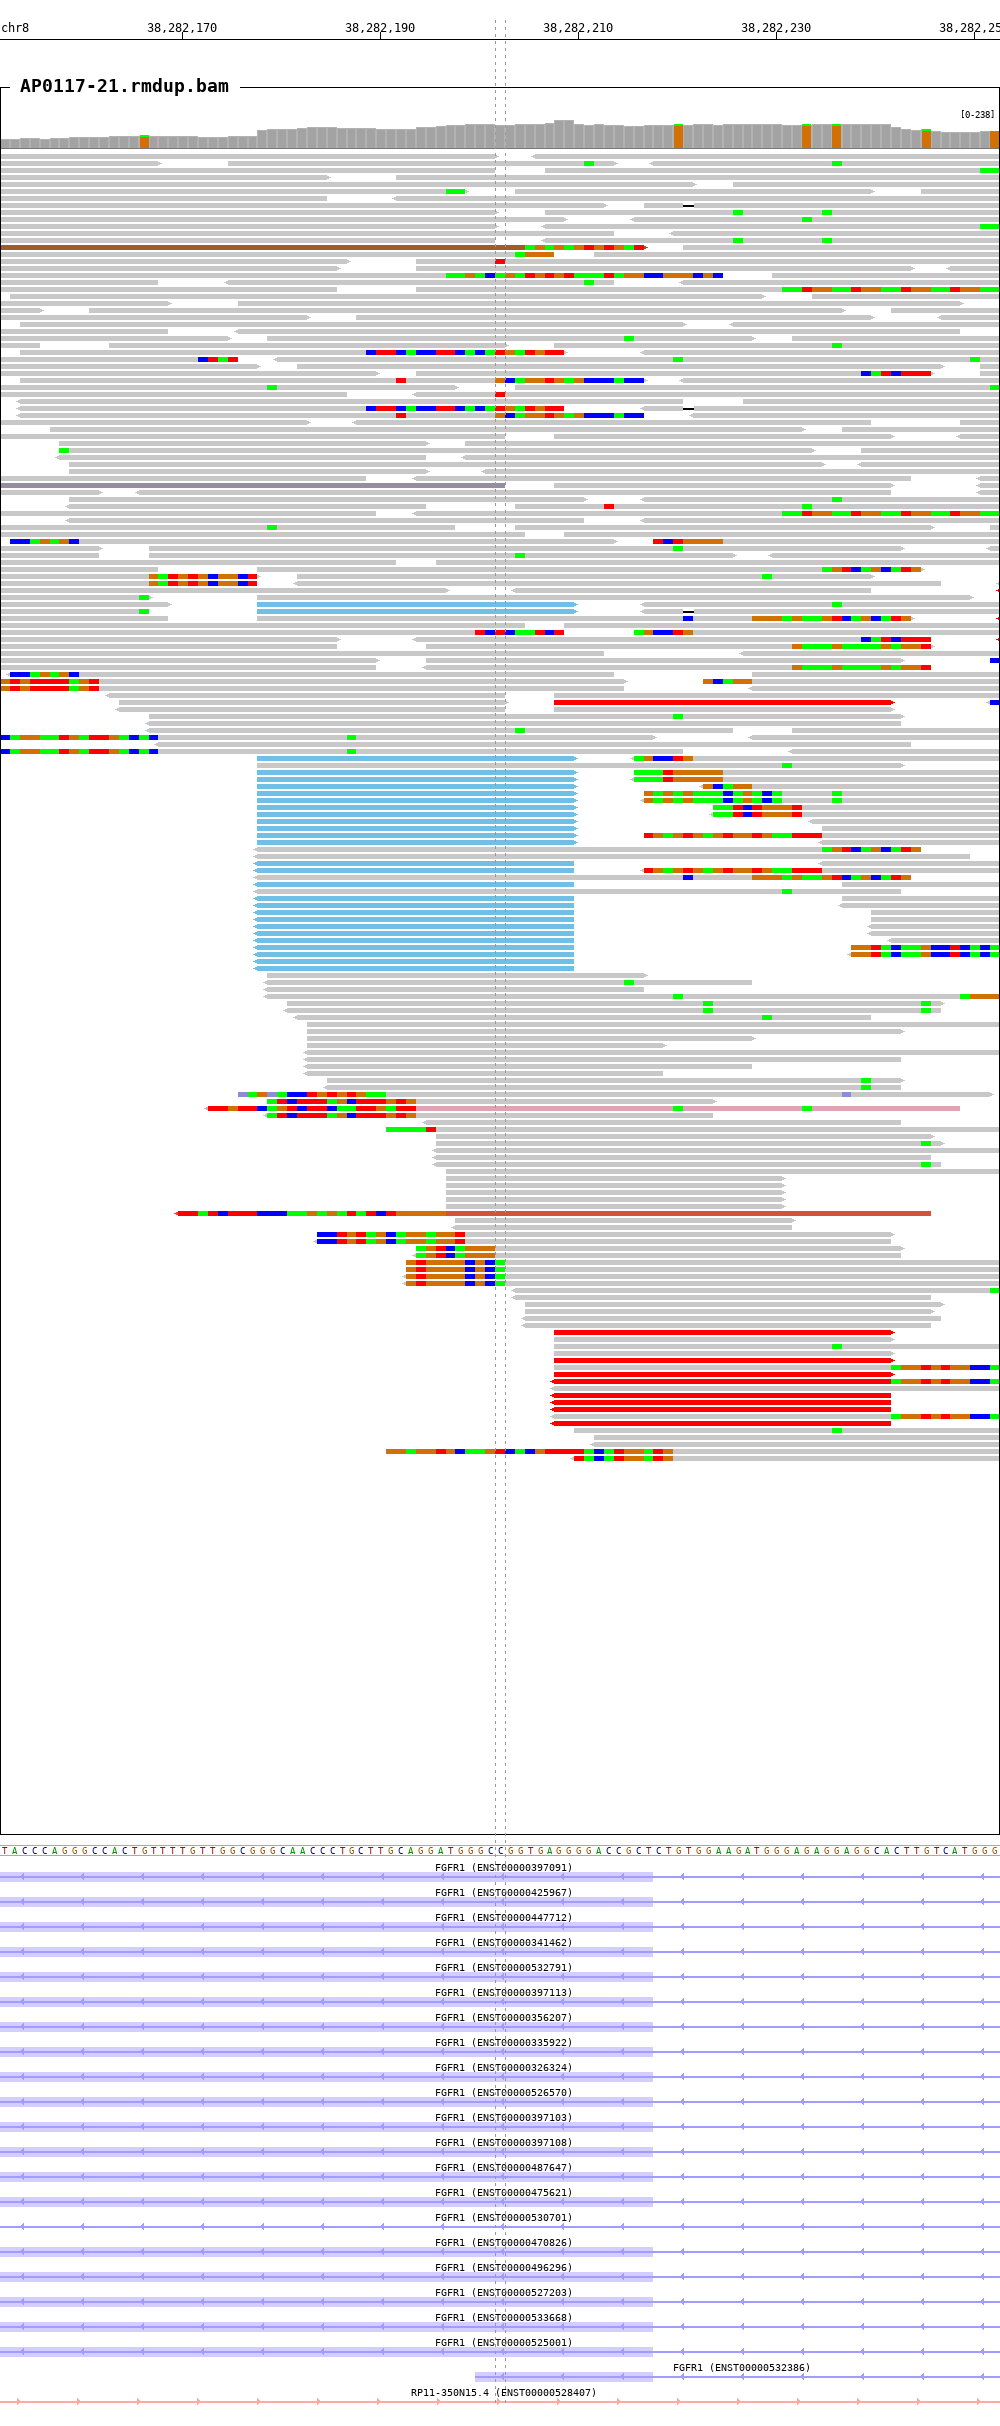 chr8 38,282,170 38,282,190 38,282,210 38,282,230 38,282,25
AP0117-21.rmdup.bam
[0-238]
TACCCAGGGCCACTGTTTTGTTGGCGGGCAACCCTGCTTGCAGGATGGGCCGGTGAGGGGACCGCTCTGTGGAAGATGGGAGAGGAGGCACTTGTCATGGG
FGFR1 (ENST00000397091)
FGFR1 (ENST00000425967)
FGFR1 (ENST00000447712)
FGFR1 (ENST00000341462)
FGFR1 (ENST00000532791)
FGFR1 (ENST00000397113)
FGFR1 (ENST00000356207)
FGFR1 (ENST00000335922)
FGFR1 (ENST00000326324)
FGFR1 (ENST00000526570)
FGFR1 (ENST00000397103)
FGFR1 (ENST00000397108)
FGFR1 (ENST00000487647)
FGFR1 (ENST00000475621)
FGFR1 (ENST00000530701)
FGFR1 (ENST00000470826)
FGFR1 (ENST00000496296)
FGFR1 (ENST00000527203)
FGFR1 (ENST00000533668)
FGFR1 (ENST00000525001)
FGFR1 (ENST00000532386)
RP11-350N15.4 (ENST00000528407)